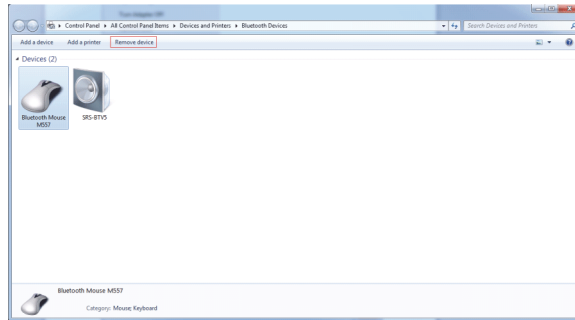 Control Panel ▸ All Control Panel Items ▸ Devices and Printers ▸ Bluetooth Devices
Search Devices and Printers
Add a device Add a printer Remove device
Devices (2)
Bluetooth Mouse
M557
SRS-BTV5
Bluetooth Mouse M557
Category: Mouse; Keyboard